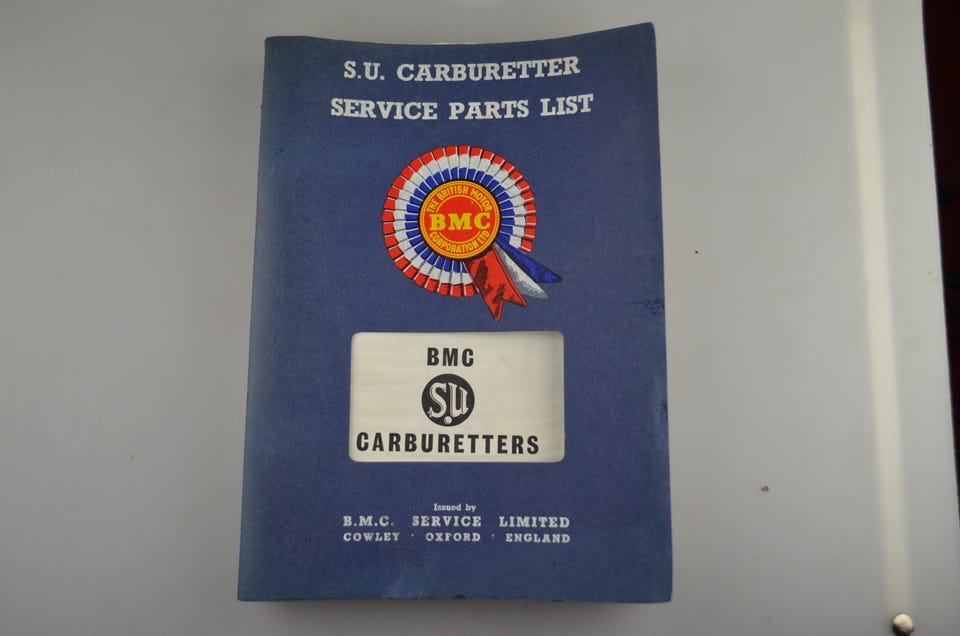 S.U. CARBURETTER
SERVICE PARTS LIST
THE BRITISH MOTOR
BMC
CORPORATION LTD
BMC
S.U
CARBURETTERS
Issued by
B.M.C. SERVICE LIMITED
COWLEY · OXFORD · ENGLAND